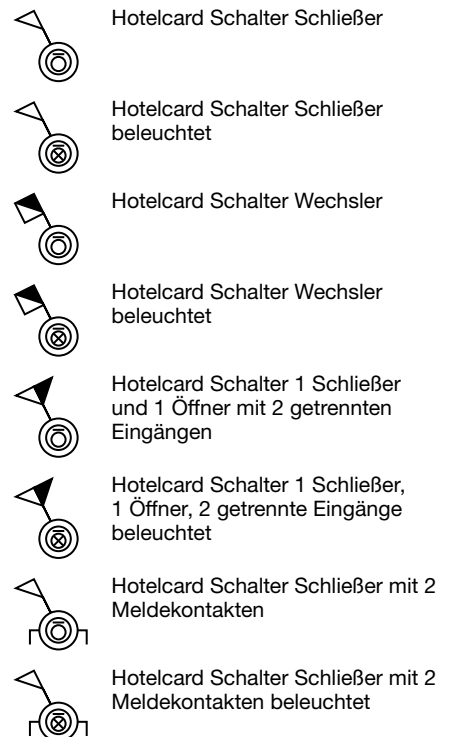 Hotelcard Schalter Schließer
Hotelcard Schalter Schließer
beleuchtet
Hotelcard Schalter Wechsler
Hotelcard Schalter Wechsler
beleuchtet
Hotelcard Schalter 1 Schließer
und 1 Öffner mit 2 getrennten
Eingängen
Hotelcard Schalter 1 Schließer,
1 Öffner, 2 getrennte Eingänge
beleuchtet
Hotelcard Schalter Schließer mit 2
Meldekontakten
Hotelcard Schalter Schließer mit 2
Meldekontakten beleuchtet